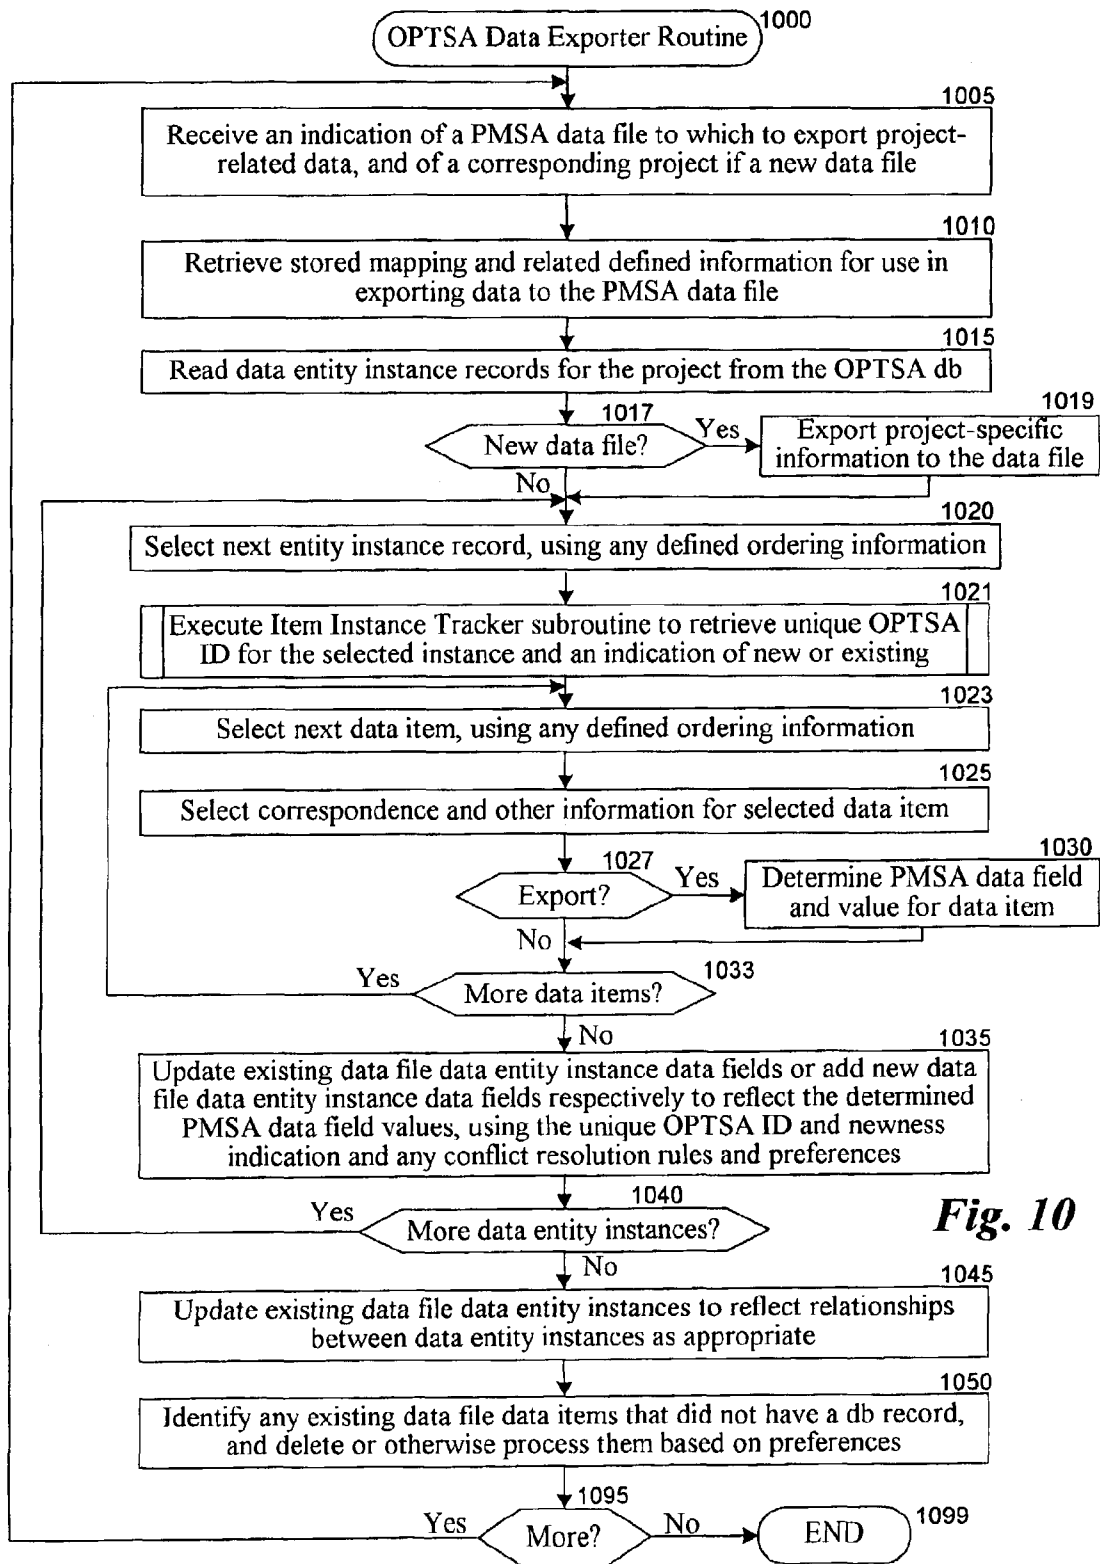 OPTSA Data Exporter Routine
1000
1005
Receive an indication of a PMSA data file to which to export project-
related data, and of a corresponding project if a new data file
1010
Retrieve stored mapping and related defined information for use in
exporting data to the PMSA data file
1015
Read data entity instance records for the project from the OPTSA db
1017
New data file?
Yes
1019
Export project-specific
information to the data file
No
1020
Select next entity instance record, using any defined ordering information
1021
Execute Item Instance Tracker subroutine to retrieve unique OPTSA
ID for the selected instance and an indication of new or existing
1023
Select next data item, using any defined ordering information
1025
Select correspondence and other information for selected data item
1027
Export?
Yes
1030
Determine PMSA data field
and value for data item
No
1033
Yes
More data items?
No
1035
Update existing data file data entity instance data fields or add new data
file data entity instance data fields respectively to reflect the determined
PMSA data field values, using the unique OPTSA ID and newness
indication and any conflict resolution rules and preferences
1040
Yes
More data entity instances?
Fig. 10
No
1045
Update existing data file data entity instances to reflect relationships
between data entity instances as appropriate
1050
Identify any existing data file data items that did not have a db record,
and delete or otherwise process them based on preferences
1095
Yes
More?
No
END
1099